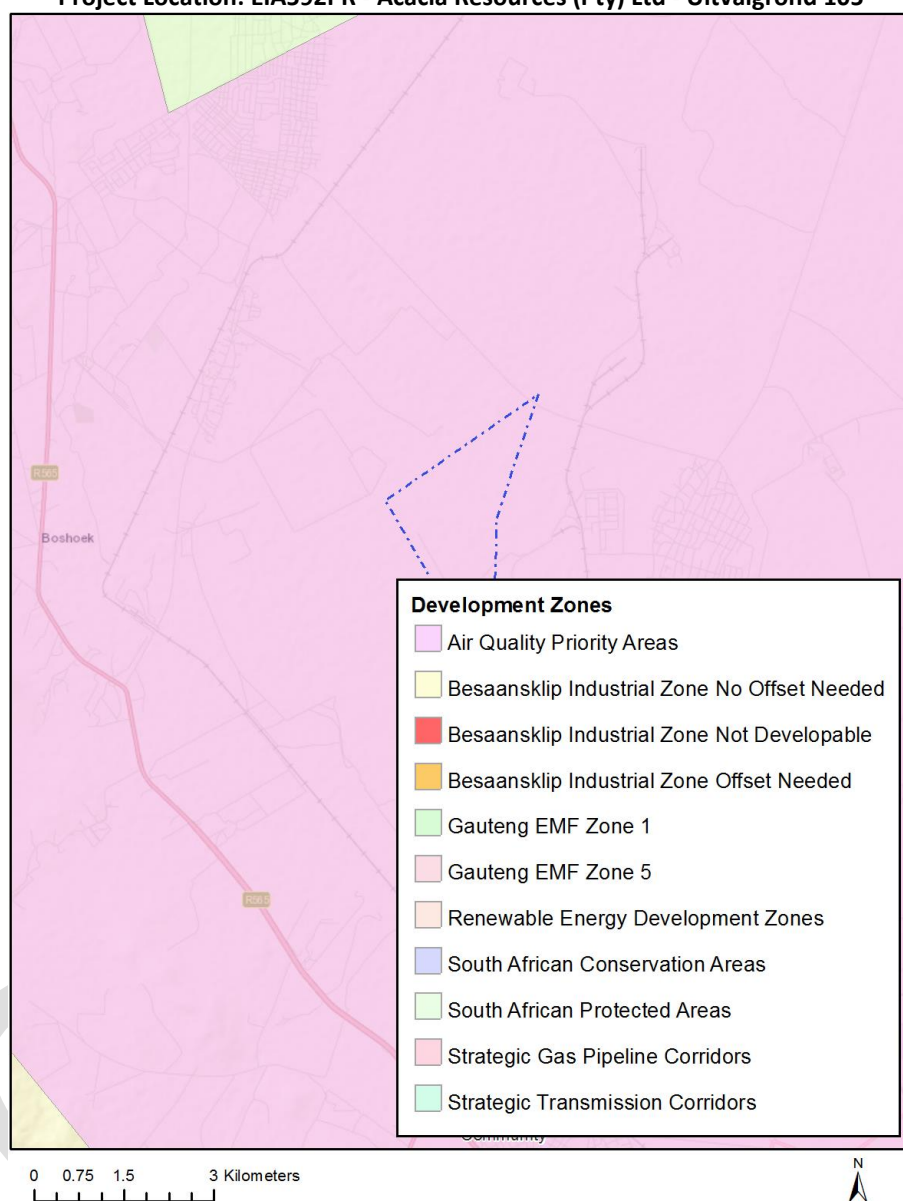 Project Location: EIA592PR - Acacia Resources (Pty) Ltd - Uitvalgrond 105
R565
Boshoek
Development Zones
Air Quality Priority Areas
Besaansklip Industrial Zone No Offset Needed
Besaansklip Industrial Zone Not Developable
Besaansklip Industrial Zone Offset Needed
Gauteng EMF Zone 1
Gauteng EMF Zone 5
Renewable Energy Development Zones
South African Conservation Areas
South African Protected Areas
Strategic Gas Pipeline Corridors
Strategic Transmission Corridors
R565
Community
0 0.75 1.5 3 Kilometers
N